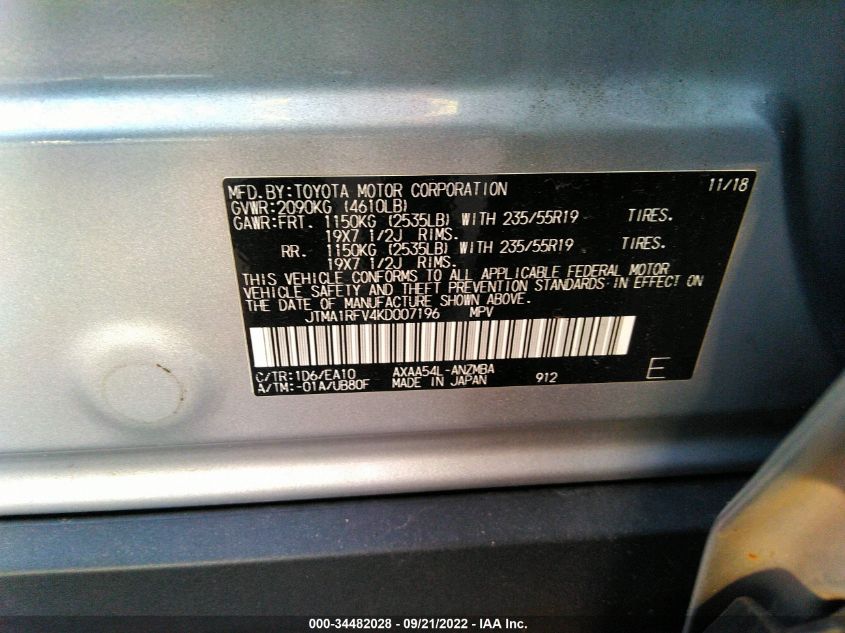 MFD.BY:TOYOTA MOTOR CORPORATION 11/18
GVWR:2090KG (4610LB)
GAWR:FRT. 1150KG (2535LB) WITH 235/55R19 TIRES.
19X7 1/2J RIMS.
RR. 1150KG (2535LB) WITH 235/55R19 TIRES.
19X7 1/2J RIMS.
THIS VEHICLE CONFORMS TO ALL APPLICABLE FEDERAL MOTOR
VEHICLE SAFETY AND THEFT PREVENTION STANDARDS IN EFFECT ON
THE DATE OF MANUFACTURE SHOWN ABOVE.
JTMA1RFV4KD007196 MPV
C/TR:1D6/EA10 AXAA54L-ANZMBA
A/TM:-01A/UB80F MADE IN JAPAN 912 E
000-34482028 - 09/21/2022 - IAA Inc.